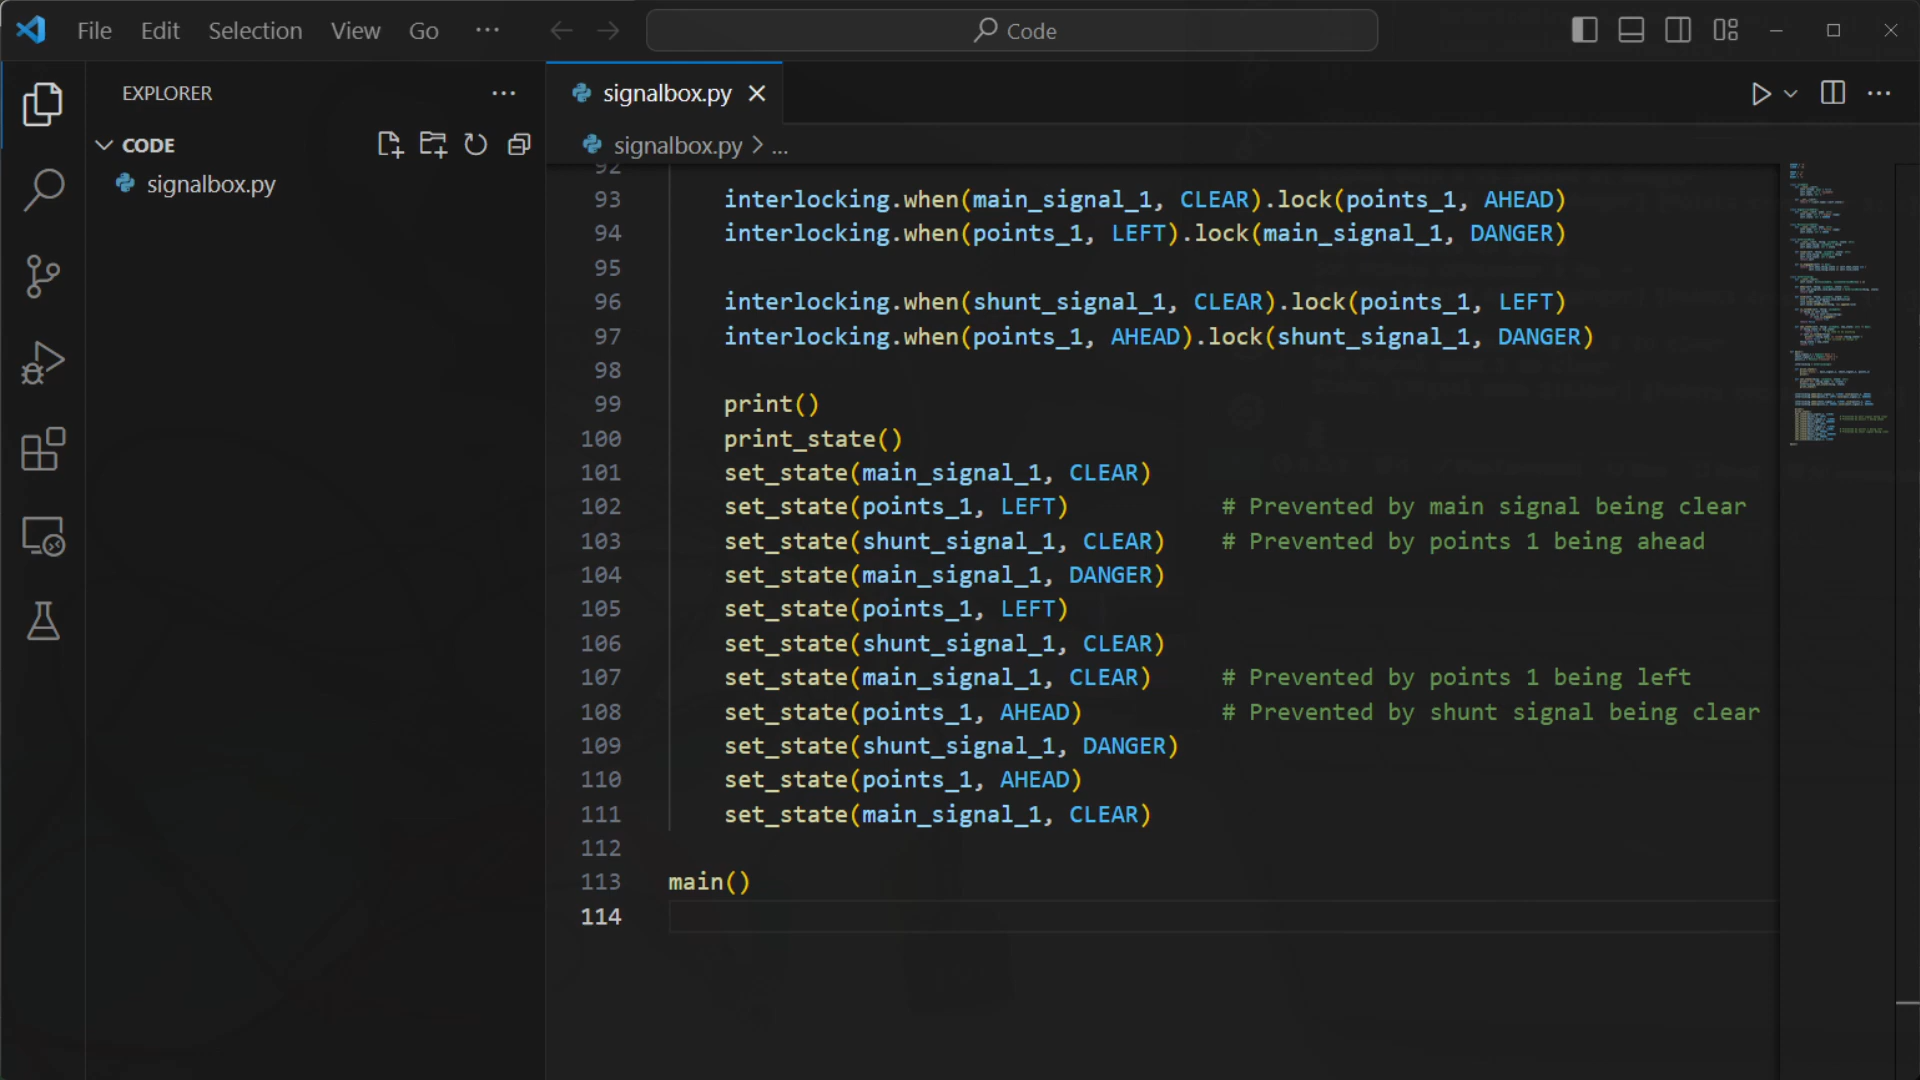 File Edit Selection View Go ...
Code
EXPLORER ...
CODE
signalbox.py
signalbox.py
signalbox.py > ...
92
93 interlocking.when(main_signal_1, CLEAR).lock(points_1, AHEAD)
94 interlocking.when(points_1, LEFT).lock(main_signal_1, DANGER)
95
96 interlocking.when(shunt_signal_1, CLEAR).lock(points_1, LEFT)
97 interlocking.when(points_1, AHEAD).lock(shunt_signal_1, DANGER)
98
99 print()
100 print_state()
101 set_state(main_signal_1, CLEAR)
102 set_state(points_1, LEFT) # Prevented by main signal being clear
103 set_state(shunt_signal_1, CLEAR) # Prevented by points 1 being ahead
104 set_state(main_signal_1, DANGER)
105 set_state(points_1, LEFT)
106 set_state(shunt_signal_1, CLEAR)
107 set_state(main_signal_1, CLEAR) # Prevented by points 1 being left
108 set_state(points_1, AHEAD) # Prevented by shunt signal being clear
109 set_state(shunt_signal_1, DANGER)
110 set_state(points_1, AHEAD)
111 set_state(main_signal_1, CLEAR)
112
113 main()
114